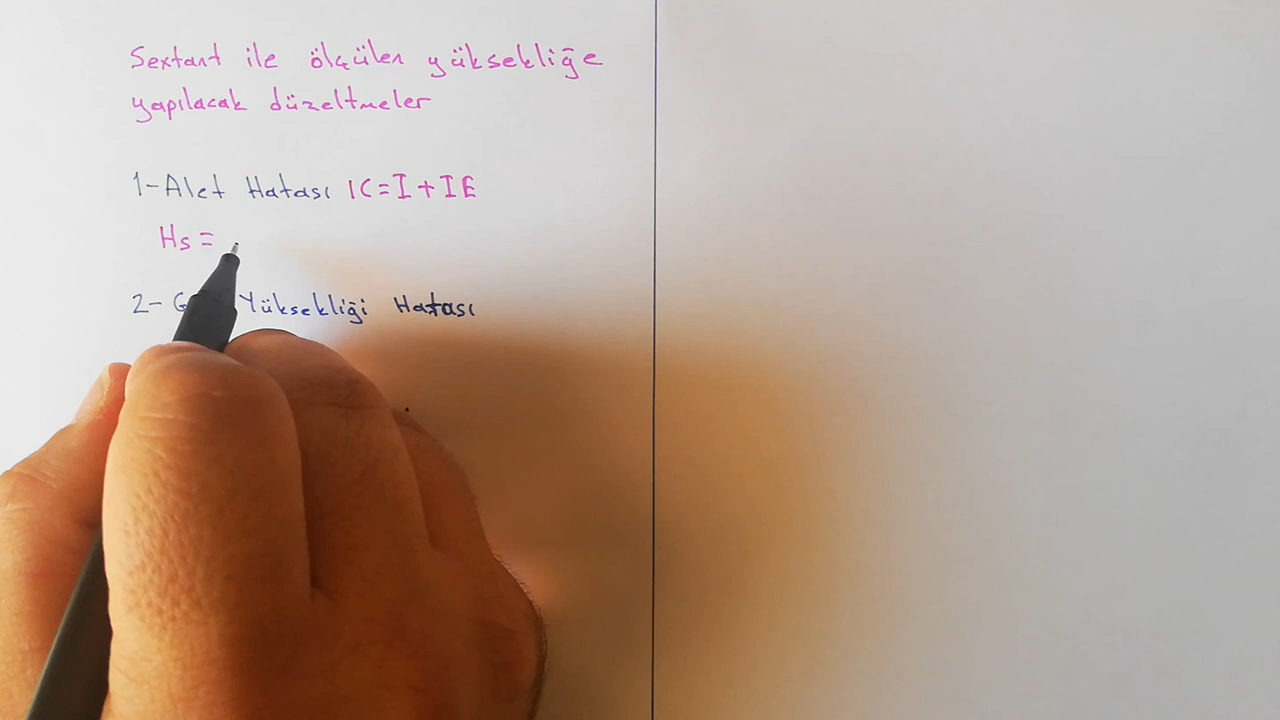 Sextant ile ölçülen yüksekliğe
yapılacak düzeltmeler
1-Alet Hatası IC=I+IE
Hs =
2- Yüksekliği Hatası